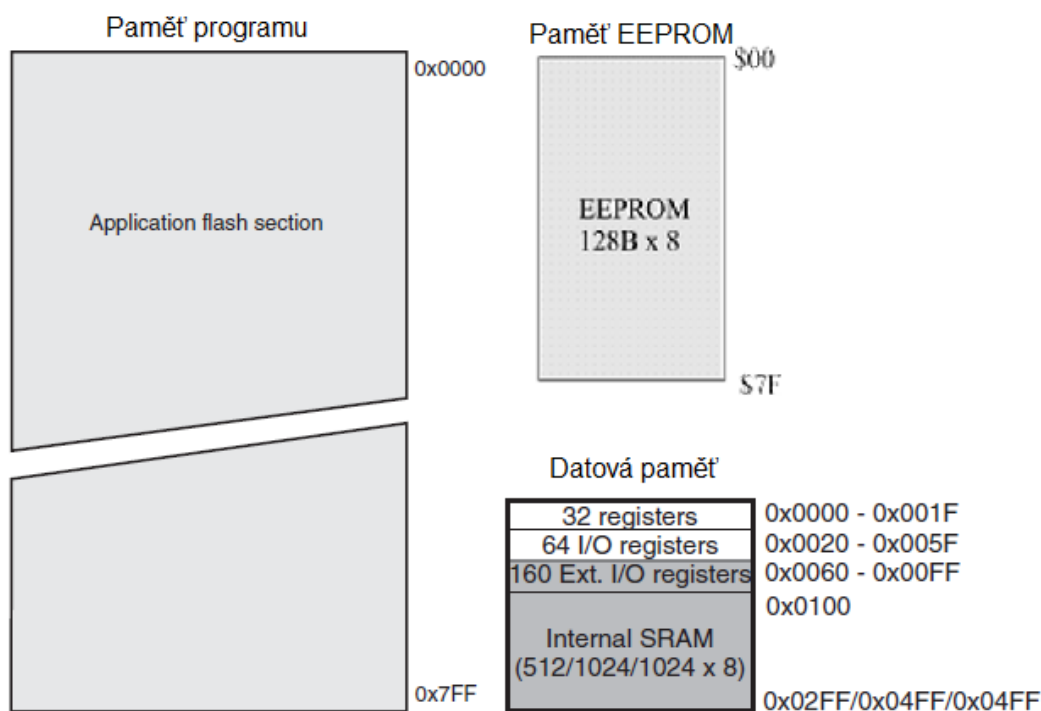 Paměť programu
0x0000
Application flash section
0x7FF
Paměť EEPROM
$00
EEPROM
128B x 8
$7F
Datová paměť
32 registers
0x0000 - 0x001F
64 I/O registers
0x0020 - 0x005F
160 Ext. I/O registers
0x0060 - 0x00FF
0x0100
Internal SRAM
(512/1024/1024 x 8)
0x02FF/0x04FF/0x04FF